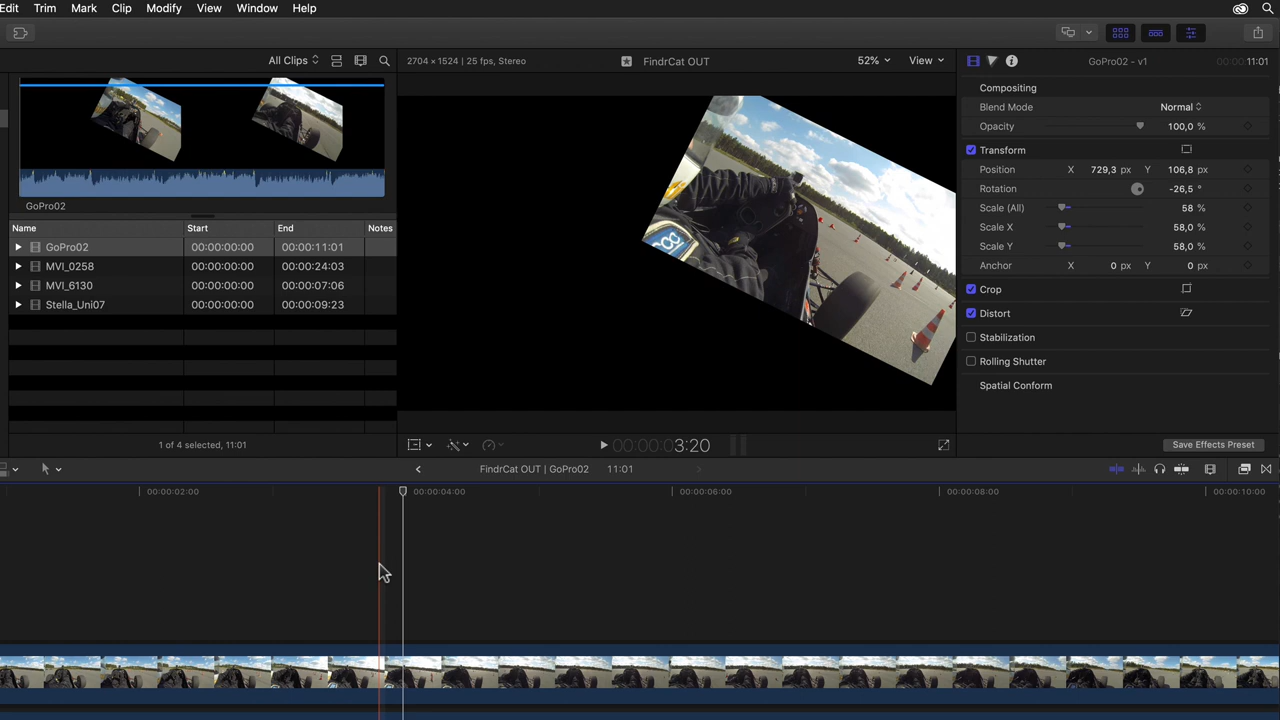 Edit Trim Mark Clip Modify View Window Help
All Clips
2704 × 1524 | 25 fps, Stereo FindrCat OUT 52% View
GoPro02 - v1 00:00:11:01
GoPro02
Name Start End Notes
GoPro02 00:00:00:00 00:00:11:01
MVI_0258 00:00:00:00 00:00:24:03
MVI_6130 00:00:00:00 00:00:07:06
Stella_Uni07 00:00:00:00 00:00:09:23
1 of 4 selected, 11:01
00:00:00:3:20
Compositing
Blend Mode Normal
Opacity 100,0 %
Transform
Position X 729,3 px Y 106,8 px
Rotation -26,5 °
Scale (All) 58 %
Scale X 58,0 %
Scale Y 58,0 %
Anchor X 0 px Y 0 px
Crop
Distort
Stabilization
Rolling Shutter
Spatial Conform
Save Effects Preset
FindrCat OUT | GoPro02 11:01
00:00:02:00 00:00:04:00 00:00:06:00 00:00:08:00 00:00:10:00